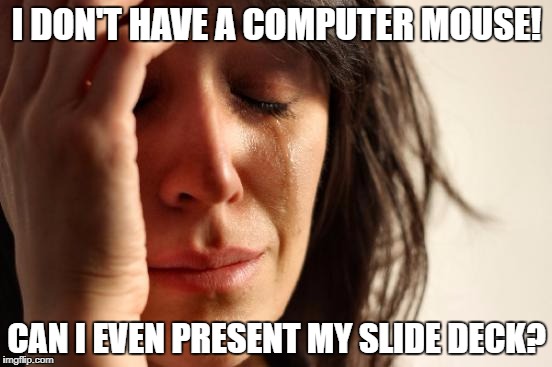 I DON'T HAVE A COMPUTER MOUSE!
CAN I EVEN PRESENT MY SLIDE DECK?
imgflip.com